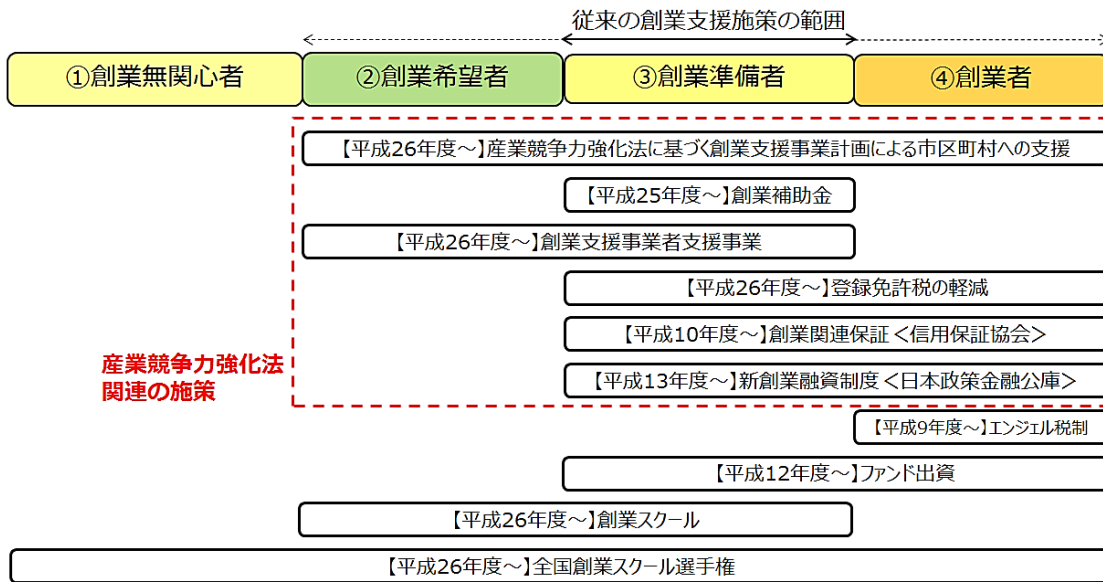 従来の創業支援施策の範囲
①創業無関心者
②創業希望者
③創業準備者
④創業者
【平成26年度～】産業競争力強化法に基づく創業支援事業計画による市区町村への支援
【平成25年度～】創業補助金
【平成26年度～】創業支援事業者支援事業
【平成26年度～】登録免許税の軽減
【平成10年度～】創業関連保証＜信用保証協会＞
【平成13年度～】新創業融資制度＜日本政策金融公庫＞
産業競争力強化法
関連の施策
【平成9年度～】エンジェル税制
【平成12年度～】ファンド出資
【平成26年度～】創業スクール
【平成26年度～】全国創業スクール選手権